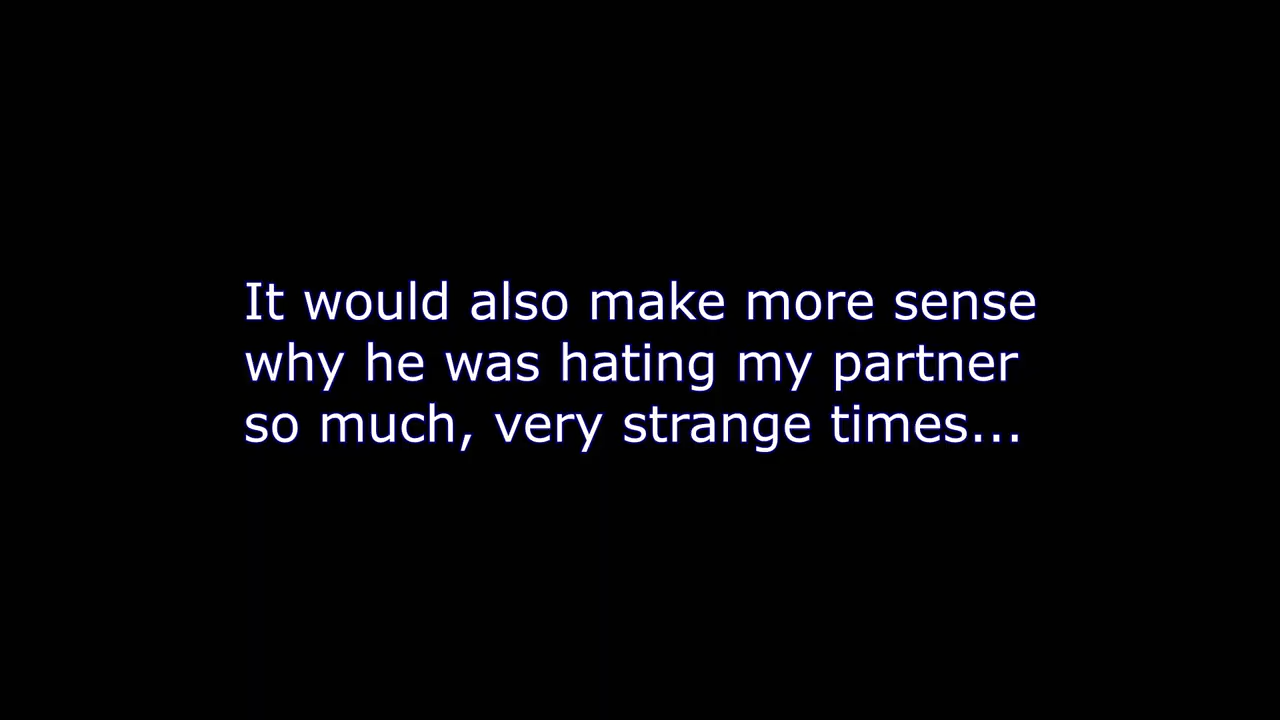 It would also make more sense
why he was hating my partner
so much, very strange times...